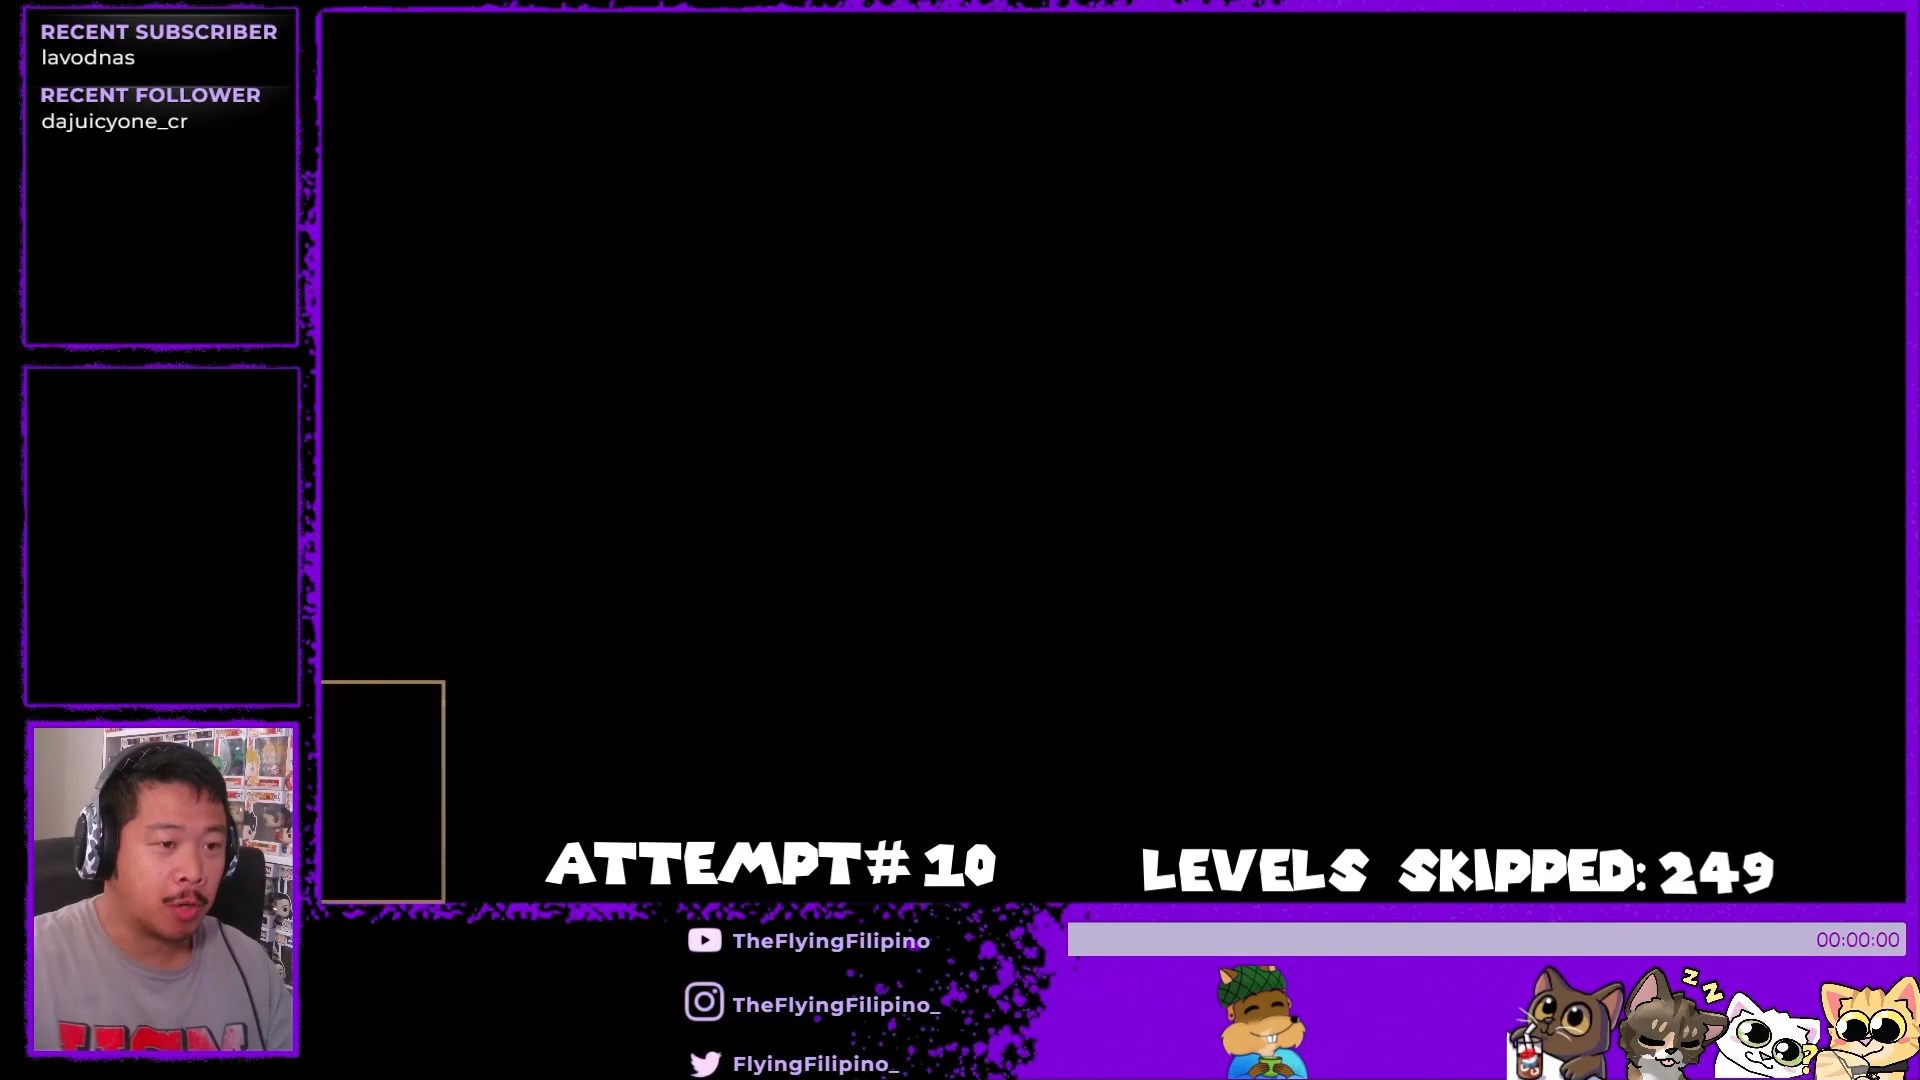 RECENT SUBSCRIBER
lavodnas
RECENT FOLLOWER
dajuicyone_cr
ATTEMPT# 10
LEVELS SKIPPED: 249
TheFlyingFilipino
00:00:00
TheFlyingFilipino_
FlyingFilipino_
Z
Z